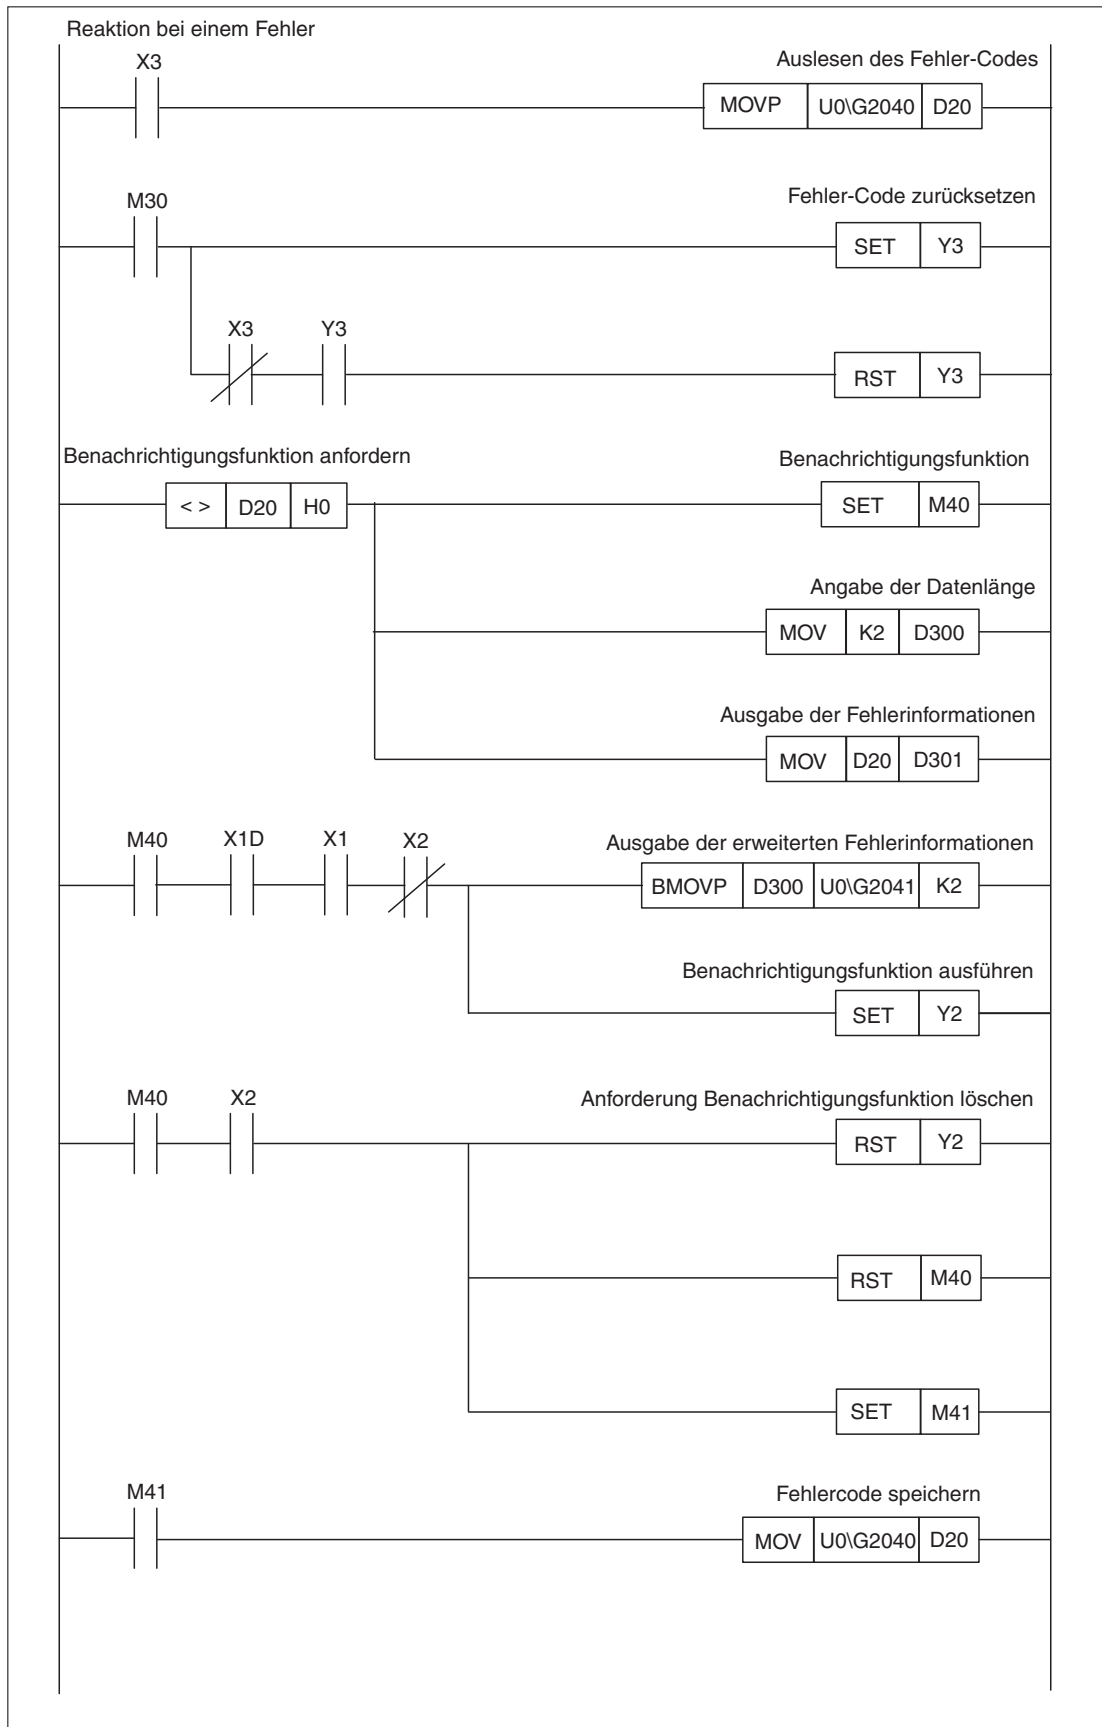 Reaktion bei einem Fehler
X3
Auslesen des Fehler-Codes
MOVP U0\G2040 D20
M30
Fehler-Code zurücksetzen
SET Y3
X3 Y3
RST Y3
Benachrichtigungsfunktion anfordern
Benachrichtigungsfunktion
< > D20 H0
SET M40
Angabe der Datenlänge
MOV K2 D300
Ausgabe der Fehlerinformationen
MOV D20 D301
M40 X1D X1 X2
Ausgabe der erweiterten Fehlerinformationen
BMOVP D300 U0\G2041 K2
Benachrichtigungsfunktion ausführen
SET Y2
M40 X2
Anforderung Benachrichtigungsfunktion löschen
RST Y2
RST M40
SET M41
M41
Fehlercode speichern
MOV U0\G2040 D20